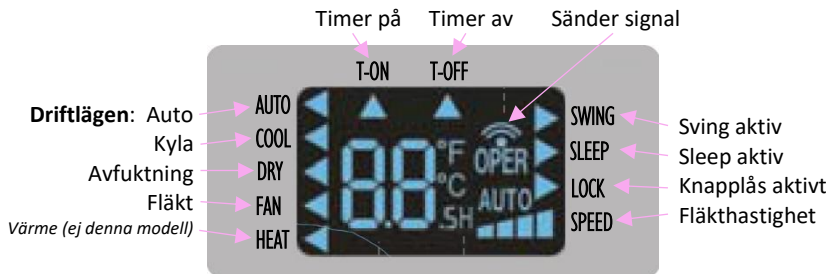 Timer på Timer av Sänder signal
T-ON T-OFF
Driftlägen: Auto
Kyla
Avfuktning
Fläkt
Värme (ej denna modell)
AUTO
COOL
DRY
FAN
HEAT
88
°F
°C
.5H
OPER
AUTO
SWING
SLEEP
LOCK
SPEED
Sving aktiv
Sleep aktiv
Knapplås aktivt
Fläkthastighet